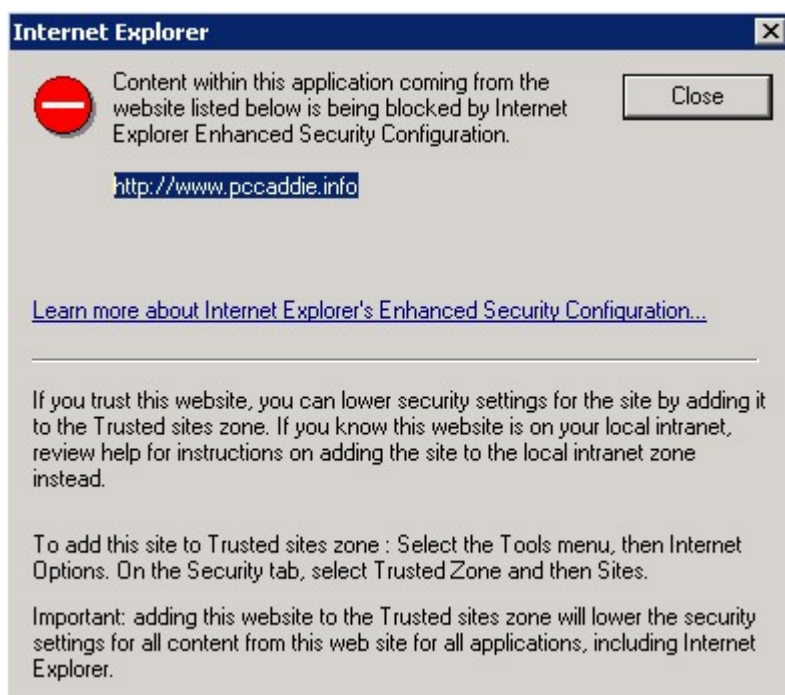 Internet Explorer
Content within this application coming from the
website listed below is being blocked by Internet
Explorer Enhanced Security Configuration.
Close
http://www.pccaddie.info
Learn more about Internet Explorer's Enhanced Security Configuration...
If you trust this website, you can lower security settings for the site by adding it
to the Trusted sites zone. If you know this website is on your local intranet,
review help for instructions on adding the site to the local intranet zone
instead.
To add this site to Trusted sites zone : Select the Tools menu, then Internet
Options. On the Security tab, select Trusted Zone and then Sites.
Important: adding this website to the Trusted sites zone will lower the security
settings for all content from this web site for all applications, including Internet
Explorer.